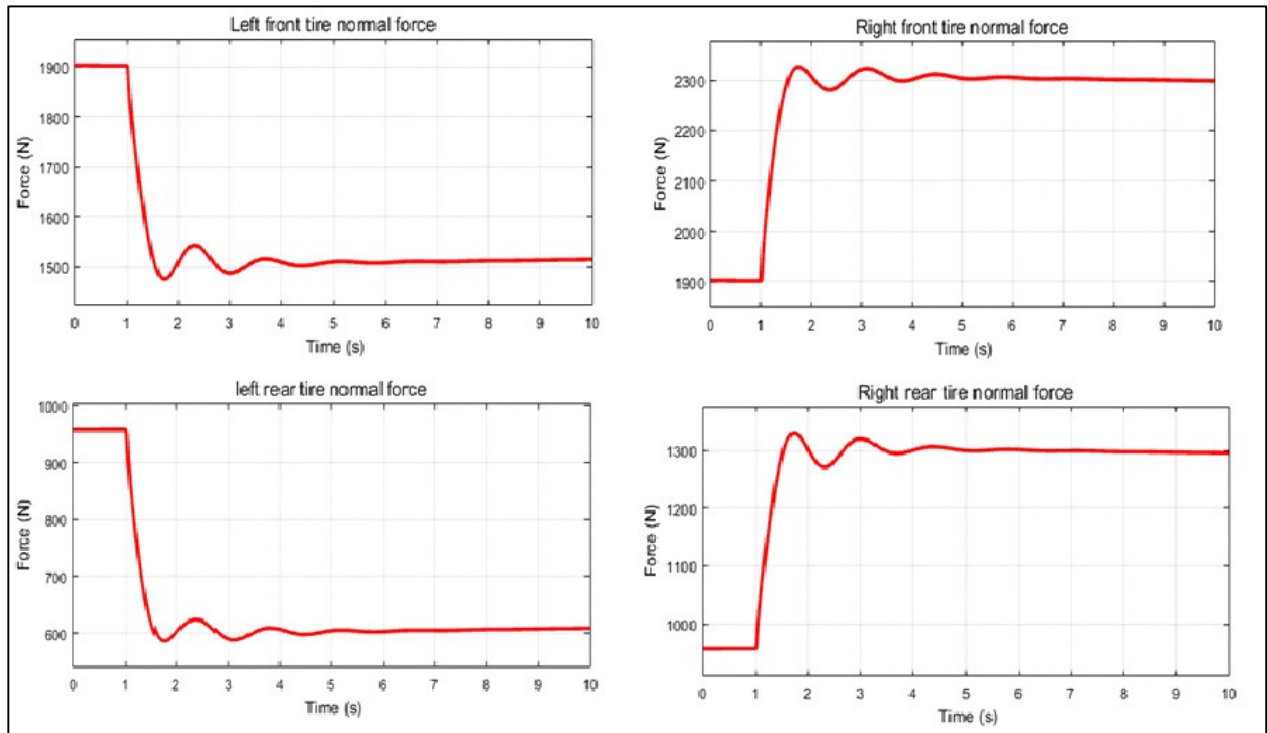 Left front tire normal force
1900
1800
1700
1600
1500
Force (N)
0 1 2 3 4 5 6 7 8 9 10
Time (s)
Right front tire normal force
2300
2200
2100
2000
1900
Force (N)
0 1 2 3 4 5 6 7 8 9 10
Time (s)
left rear tire normal force
1000
900
800
700
600
Force (N)
0 1 2 3 4 5 6 7 8 9 10
Time (s)
Right rear tire normal force
1300
1200
1100
1000
Force (N)
0 1 2 3 4 5 6 7 8 9 10
Time (s)